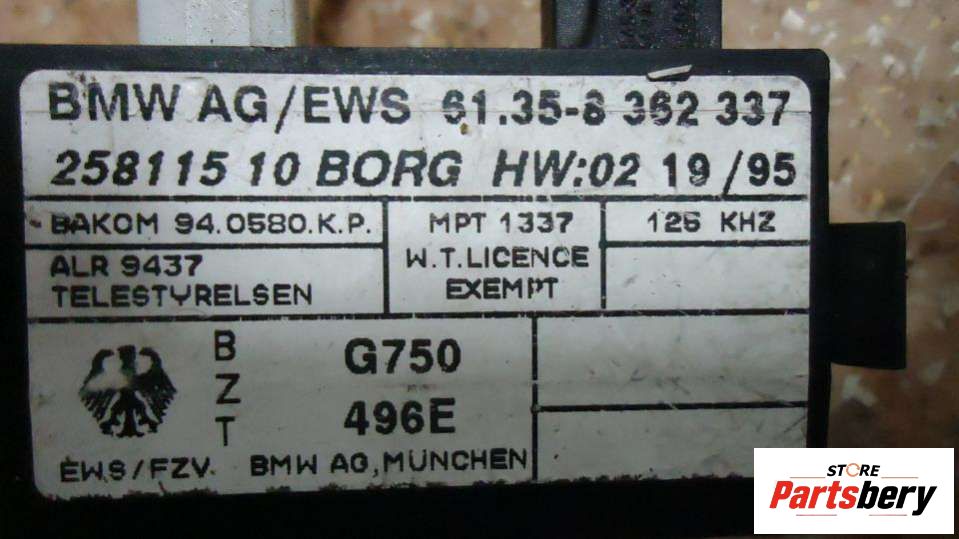 BMW AG/EWS 61.35-8 362 337
258115 10 BORG HW:02 19/95
BAKOM 94.0580.K.P.
ALR 9437
TELESTYRELSEN
MPT 1337
W.T.LICENCE
EXEMPT
125 KHZ
BZT
G750
496E
EWS/FZV. BMW AG, MÜNCHEN
STORE
Partsbery